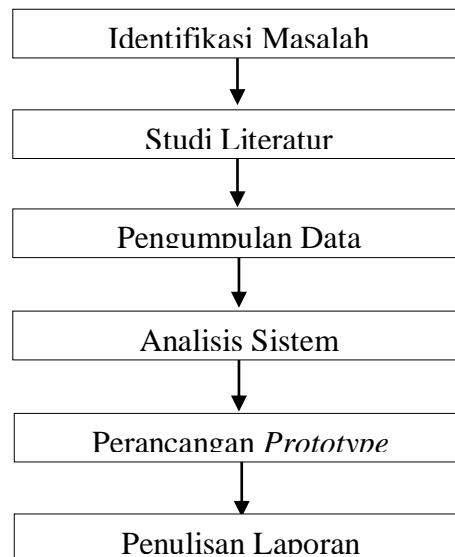 Identifikasi Masalah
Studi Literatur
Pengumpulan Data
Analisis Sistem
Perancangan Prototype
Penulisan Laporan